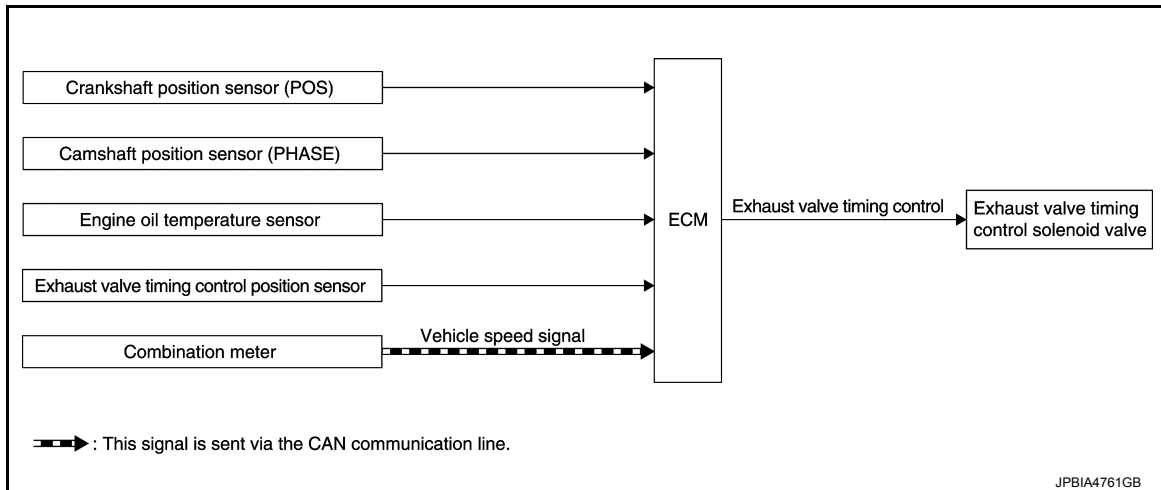 Crankshaft position sensor (POS)
Camshaft position sensor (PHASE)
Engine oil temperature sensor
Exhaust valve timing control position sensor
Combination meter
Vehicle speed signal
ECM
Exhaust valve timing control
Exhaust valve timing
control solenoid valve
: This signal is sent via the CAN communication line.
JPBIA4761GB